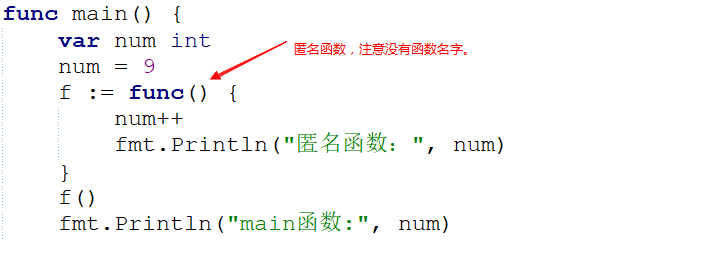 func main() {
var num int
num = 9
匿名函数，注意没有函数名字。
f := func() {
num++
fmt.Println("匿名函数：", num)
}
f()
fmt.Println("main函数:", num)